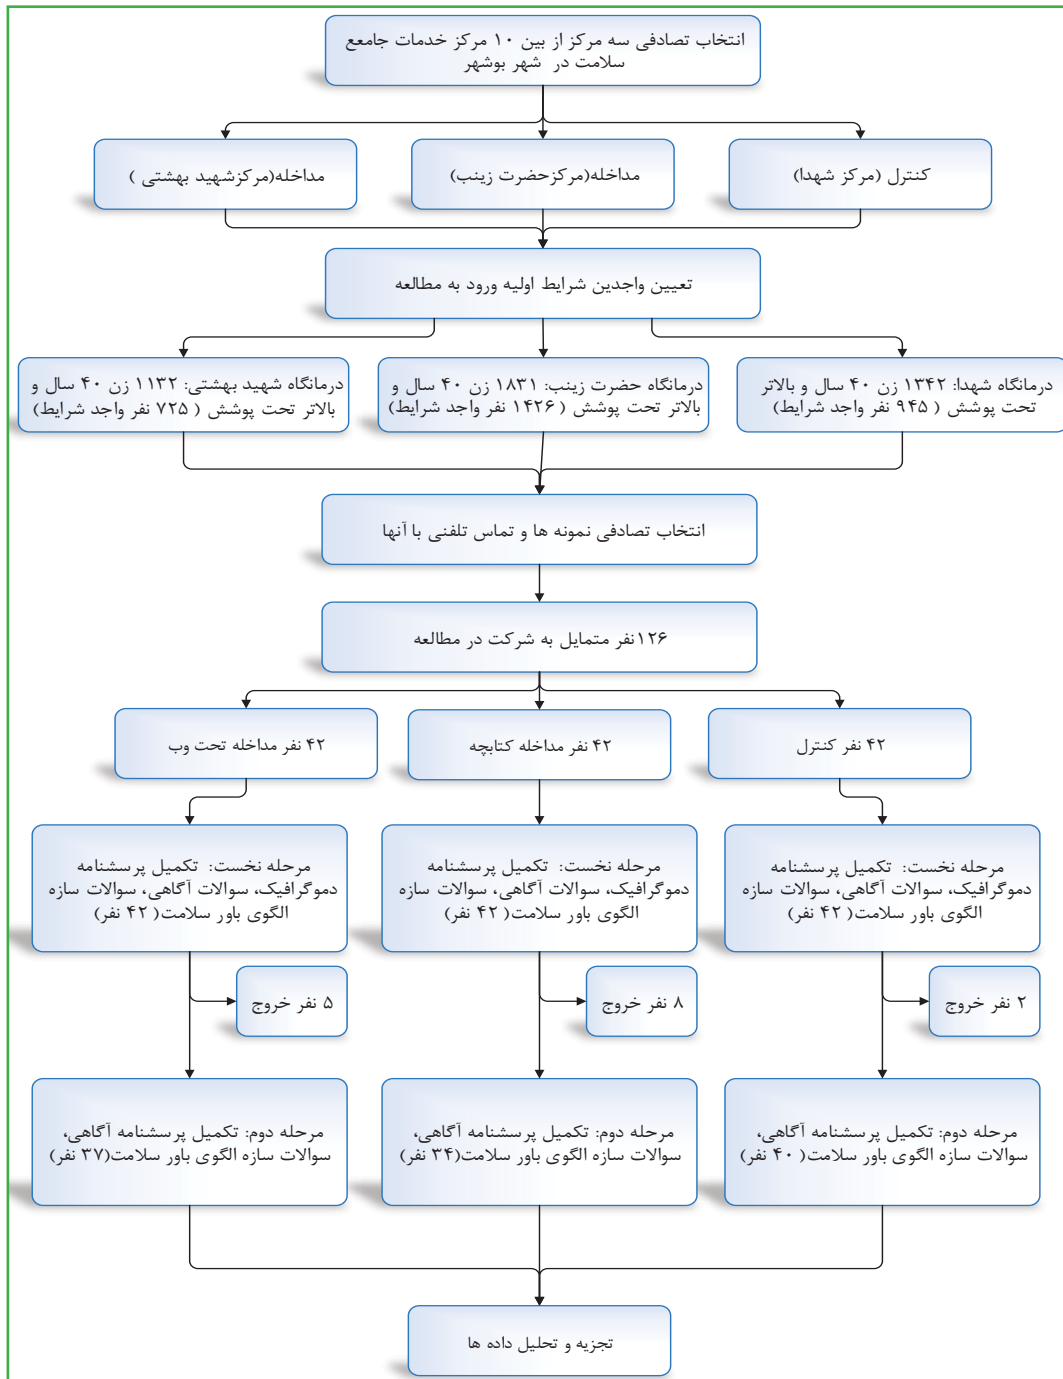 انتخاب تصادفی سه مرکز از بین ۱۰ مرکز خدمات جامعع
سلامت در شهر بوشهر
کنترل (مرکز شهدا)
مداخله(مرکزحضرت زینب)
مداخله(مرکزشهید بهشتی )
تعیین واجدین شرایط اولیه ورود به مطالعه
درمانگاه شهدا: ۱۳۴۲ زن ۴۰ سال و بالاتر
تحت پوشش ( ۹۴۵ نفر واجد شرایط)
درمانگاه حضرت زینب: ۱۸۳۱ زن ۴۰ سال و
بالاتر تحت پوشش ( ۱۴۲۶ نفر واجد شرایط)
درمانگاه شهید بهشتی: ۱۱۳۲ زن ۴۰ سال و
بالاتر تحت پوشش ( ۷۲۵ نفر واجد شرایط)
انتخاب تصادفی نمونه ها و تماس تلفنی با آنها
۱۲۶نفر متمایل به شرکت در مطالعه
۴۲ نفر کنترل
۴۲ نفر مداخله کتابچه
۴۲ نفر مداخله تحت وب
مرحله نخست: تکمیل پرسشنامه
دموگرافیک، سوالات آگاهی، سوالات سازه
الگوی باور سلامت( ۴۲ نفر)
مرحله نخست: تکمیل پرسشنامه
دموگرافیک، سوالات آگاهی، سوالات سازه
الگوی باور سلامت( ۴۲ نفر)
مرحله نخست: تکمیل پرسشنامه
دموگرافیک، سوالات آگاهی، سوالات سازه
الگوی باور سلامت( ۴۲ نفر)
۲ نفر خروج
۸ نفر خروج
۵ نفر خروج
مرحله دوم: تکمیل پرسشنامه آگاهی،
سوالات سازه الگوی باور سلامت( ۴۰ نفر)
مرحله دوم: تکمیل پرسشنامه آگاهی،
سوالات سازه الگوی باور سلامت(۳۴ نفر)
مرحله دوم: تکمیل پرسشنامه آگاهی،
سوالات سازه الگوی باور سلامت(۳۷ نفر)
تجزیه و تحلیل داده ها